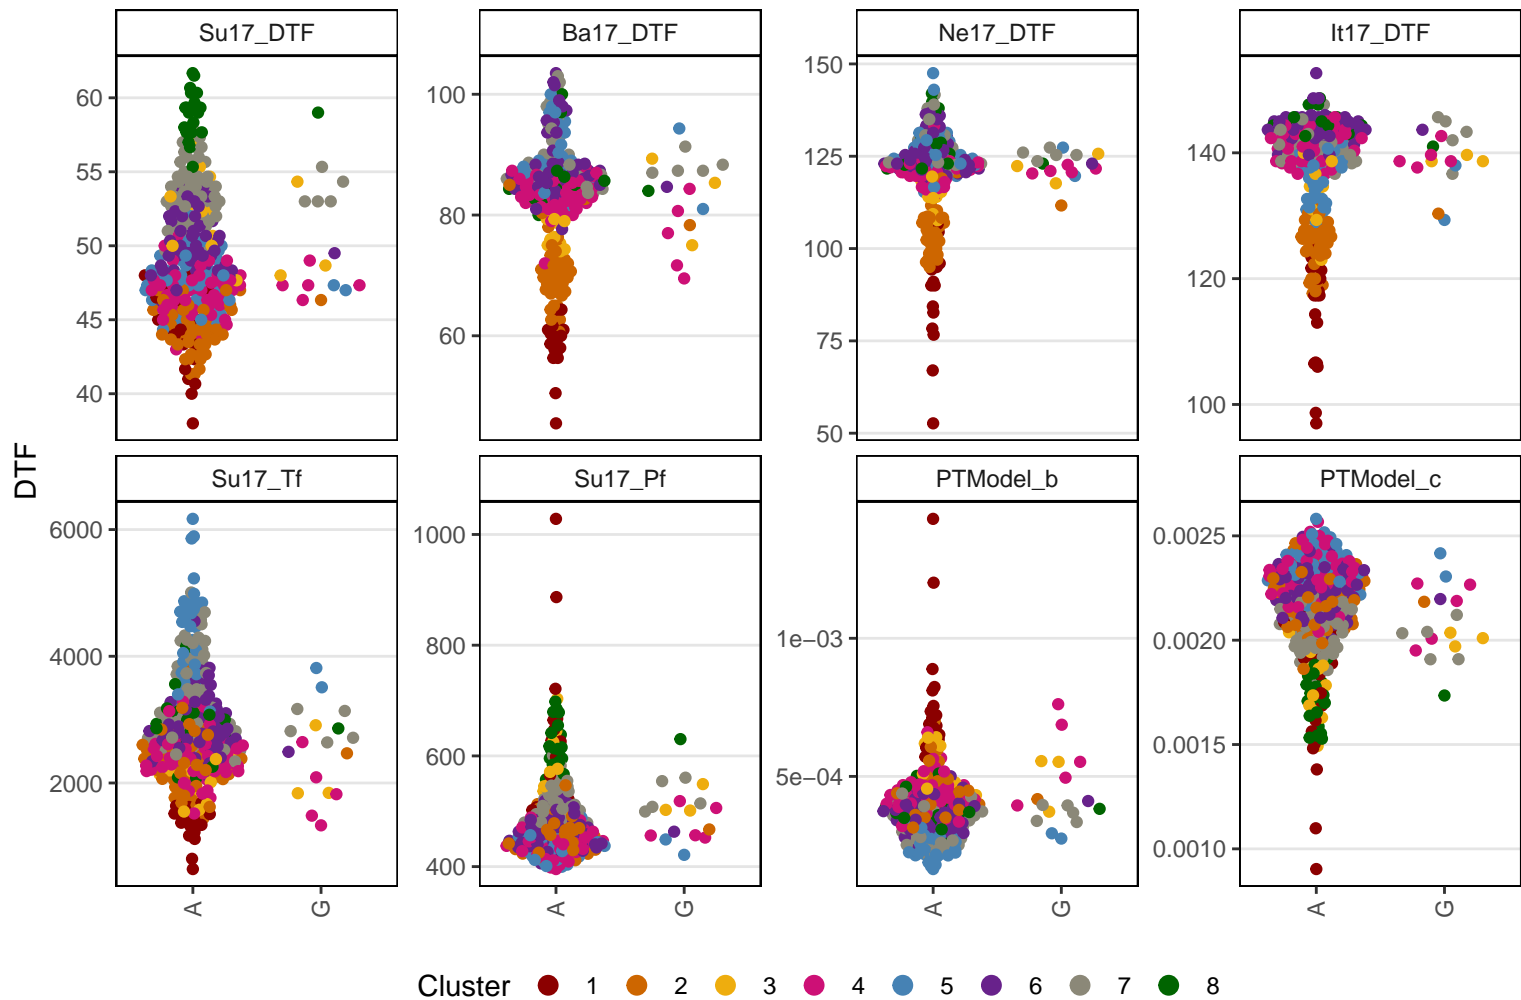 Su17_DTF
Ba17_DTF
Ne17_DTF
It17_DTF
60
55
50
45
40
100
80
60
150
125
100
75
50
140
120
100
DTF
Su17_Tf
Su17_Pf
PTModel_b
PTModel_c
6000
4000
2000
1000
800
600
400
1e−03
5e−04
0.0025
0.0020
0.0015
0.0010
A G A G A G A G
Cluster 1 2 3 4 5 6 7 8